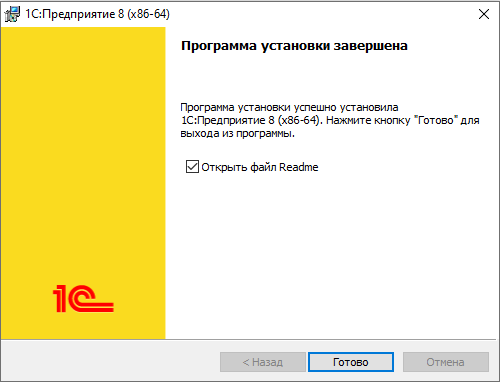 1С:Предприятие 8 (x86-64)
Программа установки завершена
Программа установки успешно установила
1С:Предприятие 8 (x86-64). Нажмите кнопку "Готово" для
выхода из программы.
Открыть файл Readme
1С
< Назад
Готово
Отмена